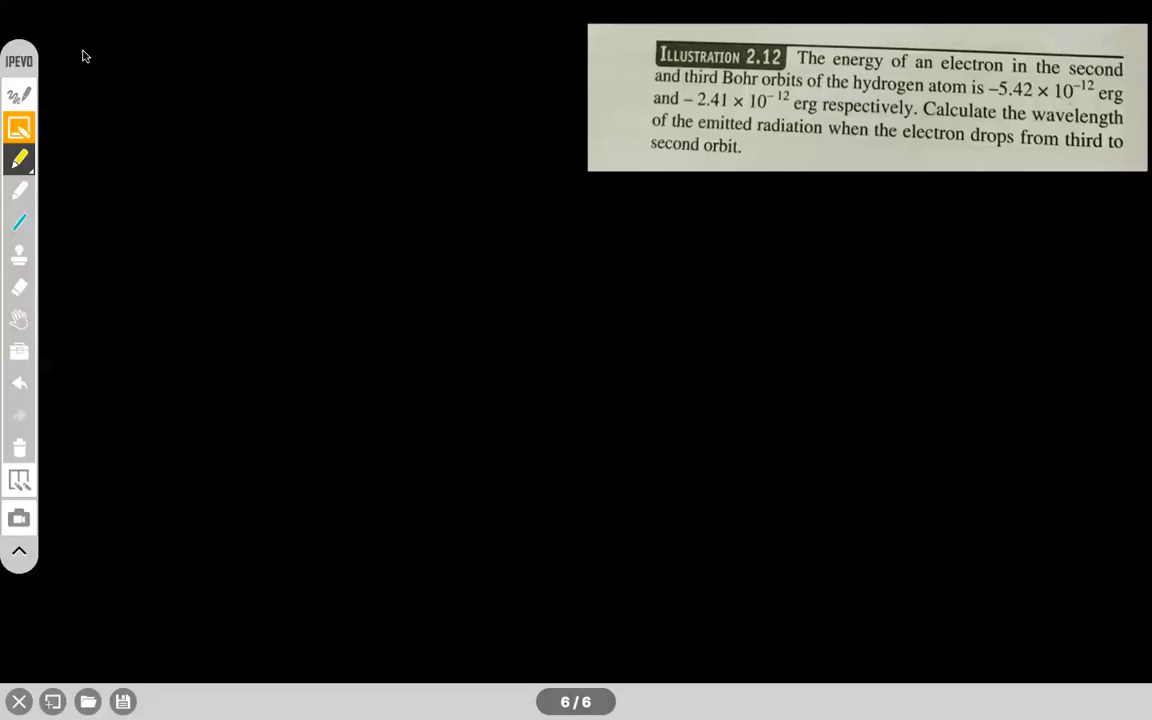 IPEVO
ILLUSTRATION 2.12 The energy of an electron in the second
and third Bohr orbits of the hydrogen atom is –5.42 × 10⁻¹² erg
and – 2.41 × 10⁻¹² erg respectively. Calculate the wavelength
of the emitted radiation when the electron drops from third to
second orbit.
6 / 6